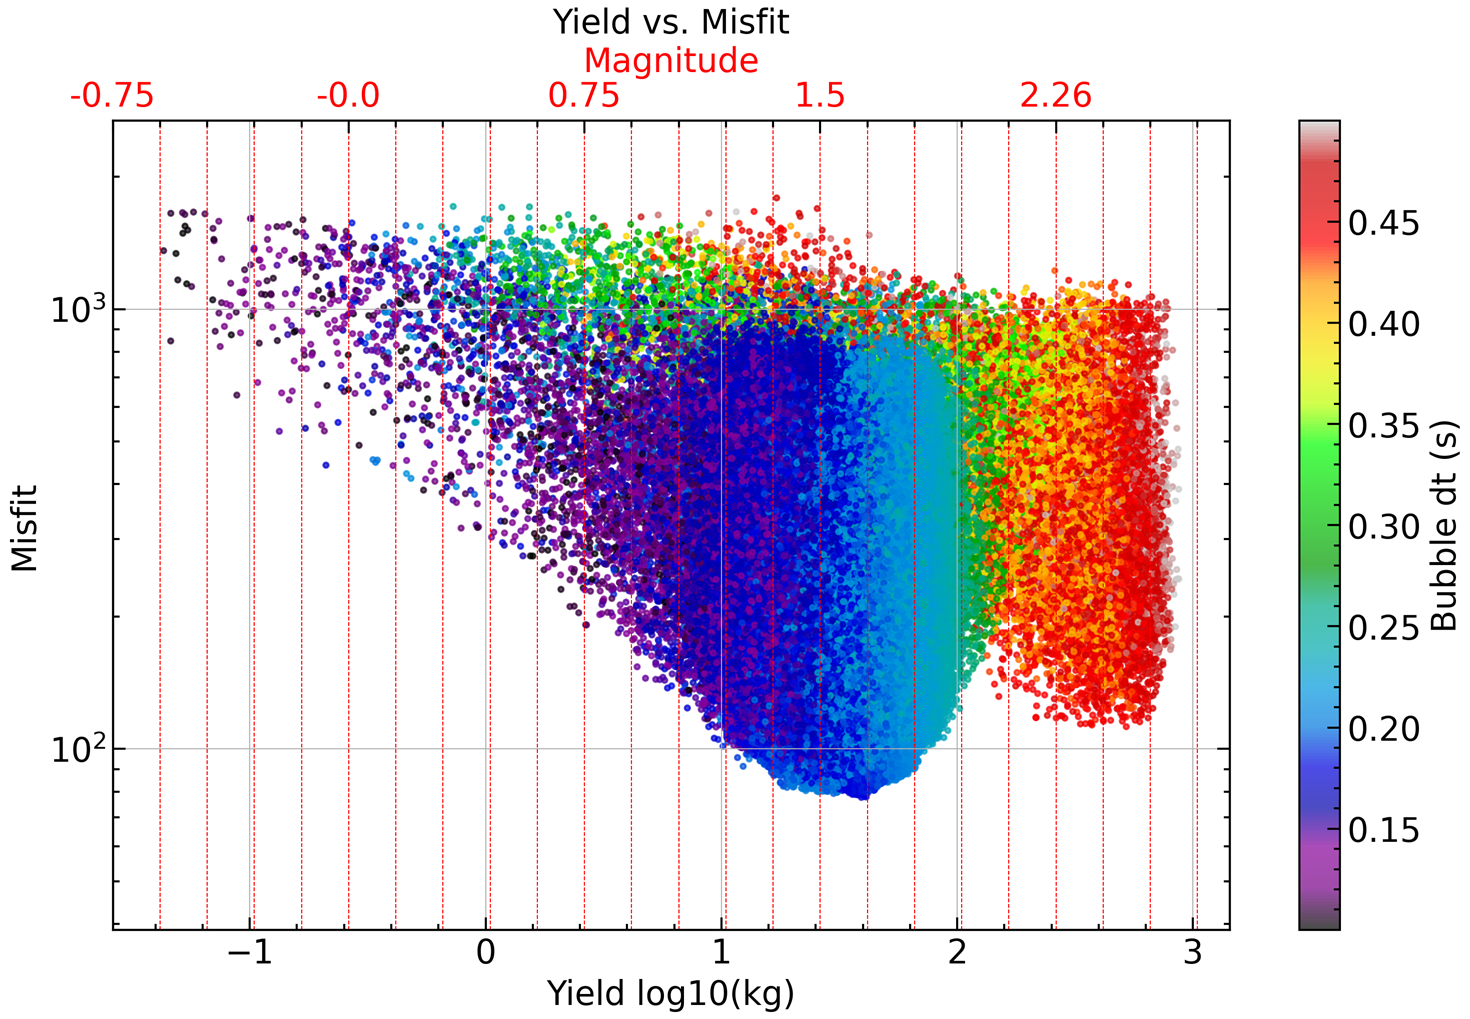 Yield vs. Misfit
Magnitude
-0.75 -0.0 0.75 1.5 2.26
Misfit
10³
10²
−1 0 1 2 3
Yield log10(kg)
0.45
0.40
0.35
0.30
0.25
0.20
0.15
Bubble dt (s)